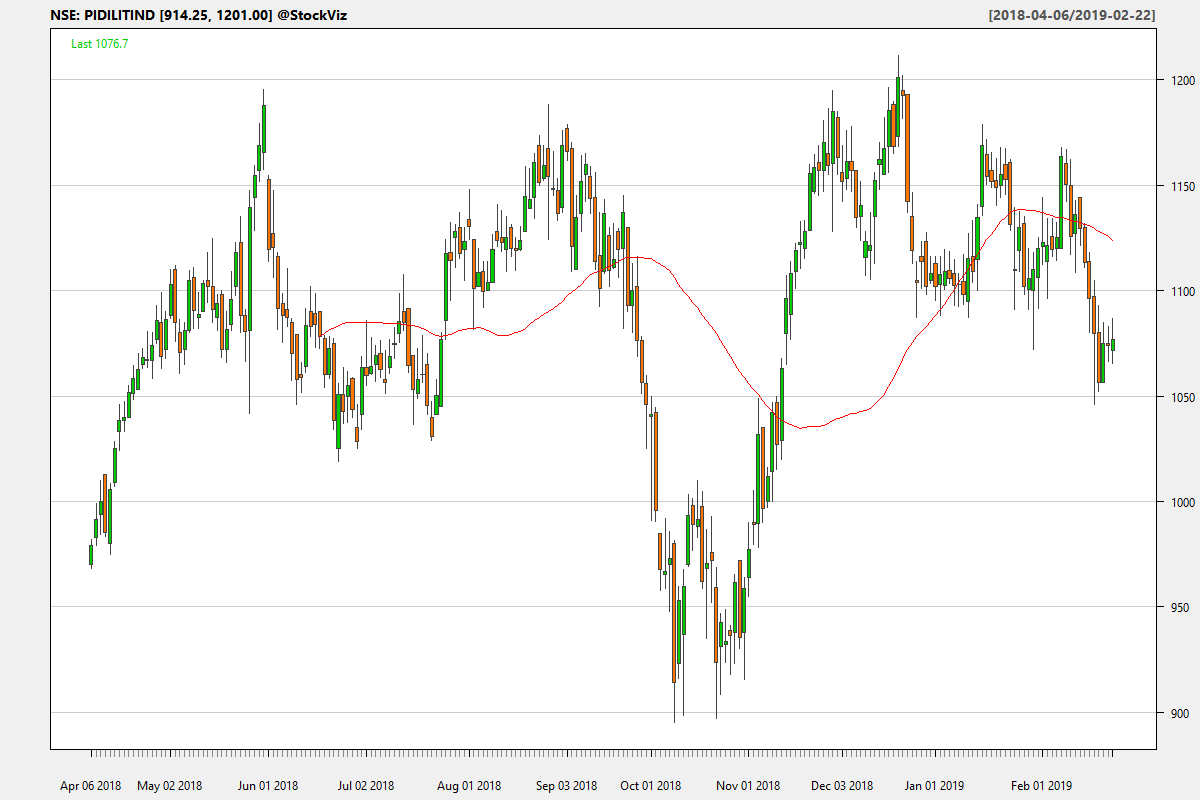 NSE: PIDILITIND [914.25, 1201.00] @StockViz [2018-04-06/2019-02-22]
Last 1076.7
1200
1150
1100
1050
1000
950
900
Apr 06 2018 May 02 2018 Jun 01 2018 Jul 02 2018 Aug 01 2018 Sep 03 2018 Oct 01 2018 Nov 01 2018 Dec 03 2018 Jan 01 2019 Feb 01 2019